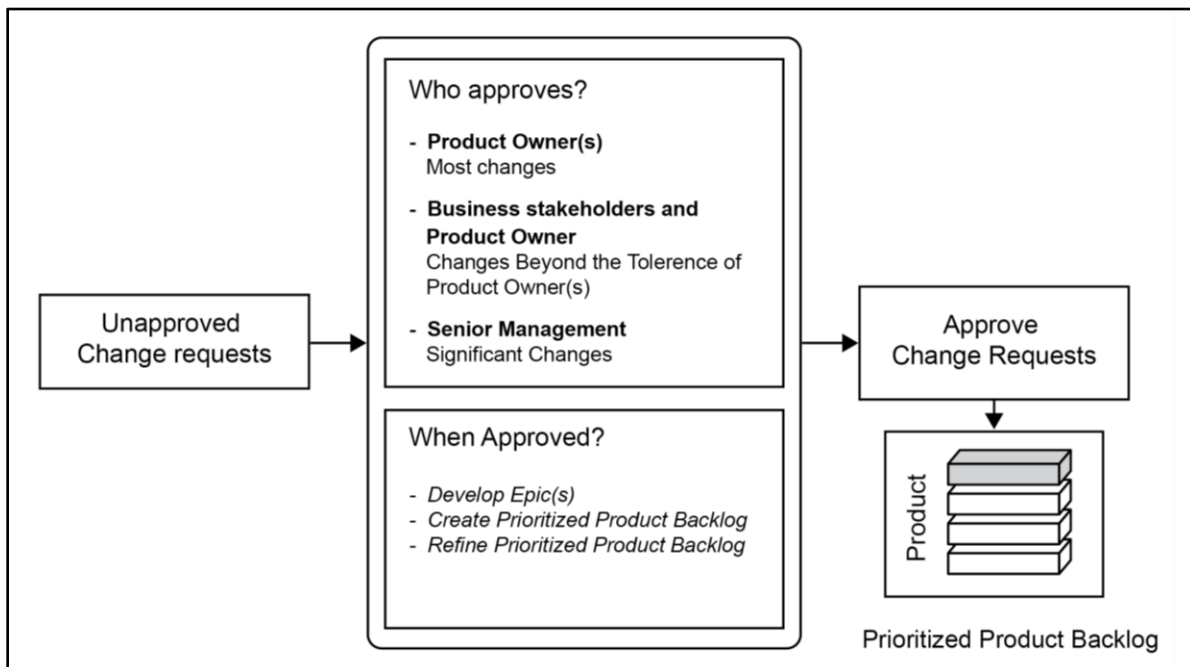 Unapproved
Change requests
Who approves?
- Product Owner(s)
Most changes
- Business stakeholders and
Product Owner
Changes Beyond the Tolerence of
Product Owner(s)
- Senior Management
Significant Changes
When Approved?
- Develop Epic(s)
- Create Prioritized Product Backlog
- Refine Prioritized Product Backlog
Approve
Change Requests
Product
Prioritized Product Backlog